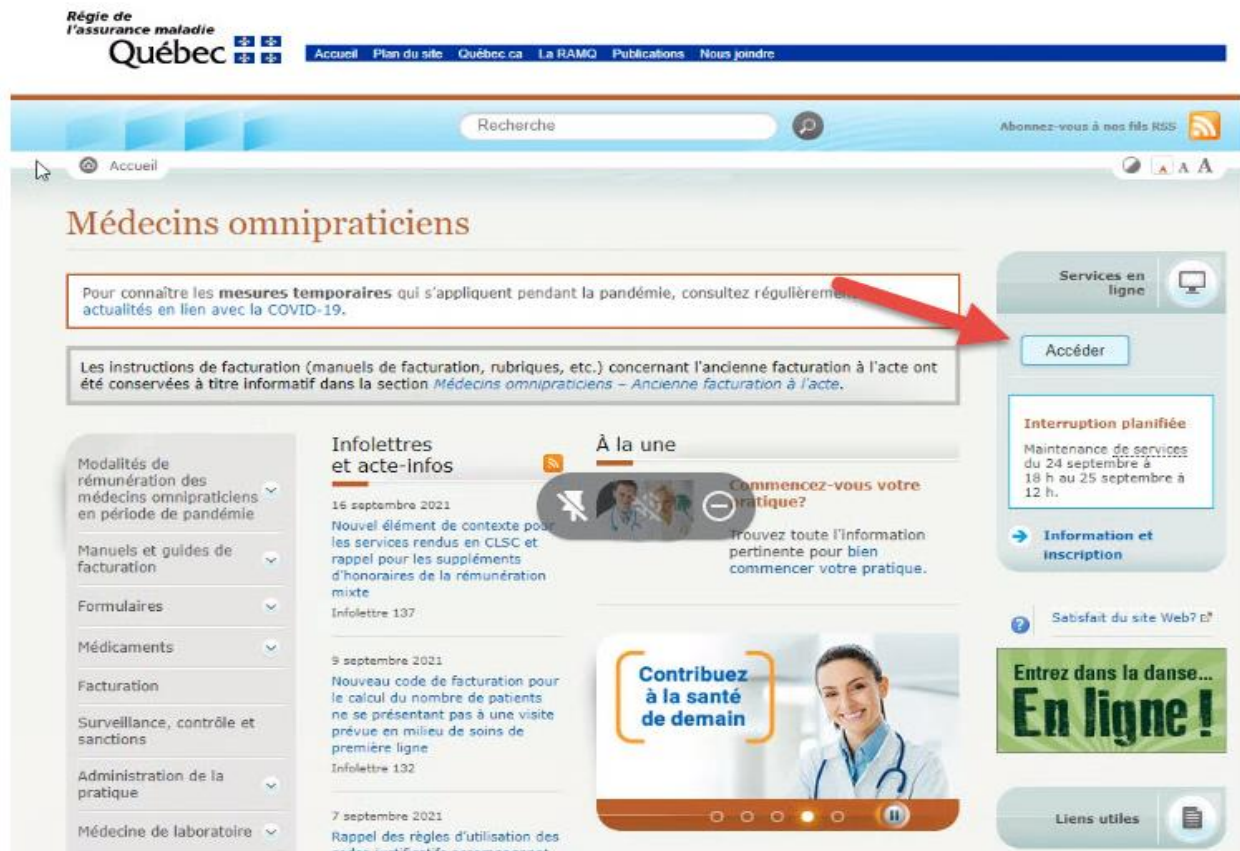 Régie de
l'assurance maladie
Québec
Accueil Plan du site Québec.ca La RAMQ Publications Nous joindre
Recherche
Abonnez-vous à nos fils RSS
Accueil
A A A
Médecins omnipraticiens
Pour connaître les mesures temporaires qui s'appliquent pendant la pandémie, consultez
actualités en lien avec la COVID-19.
Les instructions de facturation (manuels de facturation, rubriques, etc.) concernant l'ancienne facturation à l'acte ont
été conservées à titre informatif dans la section Médecins omnipraticiens – Ancienne facturation à l'acte.
Services en
ligne
Accéder
Interruption planifiée
Maintenance de services
du 24 septembre à
18 h au 25 septembre à
12 h.
Information et
inscription
Satisfait du site Web?
Entrez dans la danse...
En ligne !
Liens utiles
Modalités de
rémunération des
médecins omnipraticiens
en période de pandémie
Manuels et guides de
facturation
Formulaires
Médicaments
Facturation
Surveillance, contrôle et
sanctions
Administration de la
pratique
Médecine de laboratoire
Infolettres
et acte-infos
16 septembre 2021
Nouvel élément de contexte pour
les services rendus en CLSC et
rappel pour les suppléments
d'honoraires de la rémunération
mixte
Infolettre 137
9 septembre 2021
Nouveau code de facturation pour
le calcul du nombre de patients
ne se présentant pas à une visite
prévue en milieu de soins de
première ligne
Infolettre 132
7 septembre 2021
Rappel des règles d'utilisation des
À la une
Commencez-vous votre
pratique?
Trouvez toute l'information
pertinente pour bien
commencer votre pratique.
Contribuez
à la santé
de demain